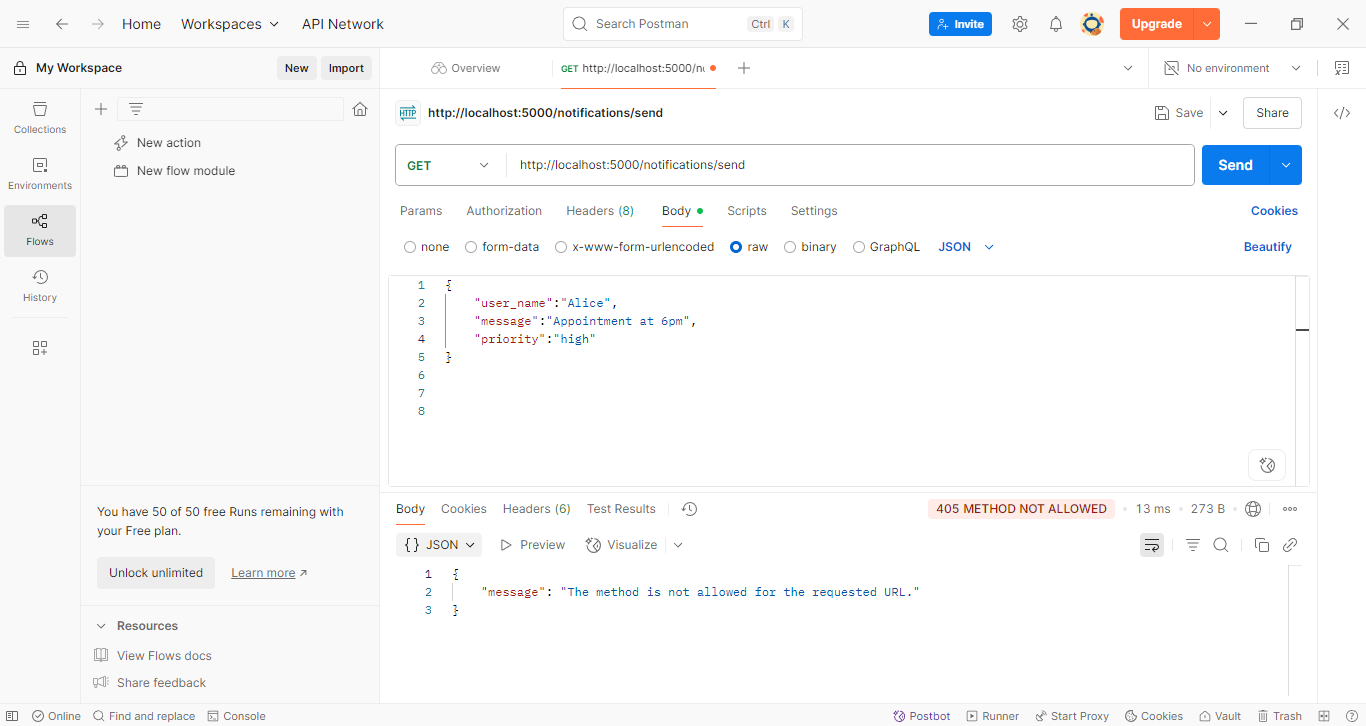 Home Workspaces API Network Search Postman Ctrl K Invite Upgrade
My Workspace New Import Overview GET http://localhost:5000/n No environment
Collections
Environments
Flows
History
New action
New flow module
You have 50 of 50 free Runs remaining with
your Free plan.
Unlock unlimited Learn more ↗
Resources
View Flows docs
Share feedback
HTTP http://localhost:5000/notifications/send Save Share
GET http://localhost:5000/notifications/send Send
Params Authorization Headers (8) Body Scripts Settings Cookies
none form-data x-www-form-urlencoded raw binary GraphQL JSON Beautify
1 {
2 "user_name":"Alice",
3 "message":"Appointment at 6pm",
4 "priority":"high"
5 }
6
7
8
Body Cookies Headers (6) Test Results 405 METHOD NOT ALLOWED • 13 ms • 273 B
{} JSON Preview Visualize
1 {
2 "message": "The method is not allowed for the requested URL."
3 }
Online Find and replace Console Postbot Runner Start Proxy Cookies Vault Trash